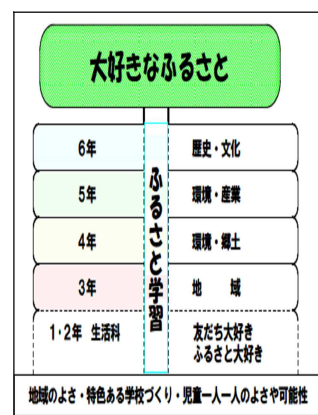 大好きなふるさと
6年 歴史・文化
5年 環境・産業
4年 環境・郷土
3年 地 域
ふるさと学習
1・2年 生活科 友だち大好き
ふるさと大好き
地域のよさ・特色ある学校づくり・児童一人一人のよさや可能性